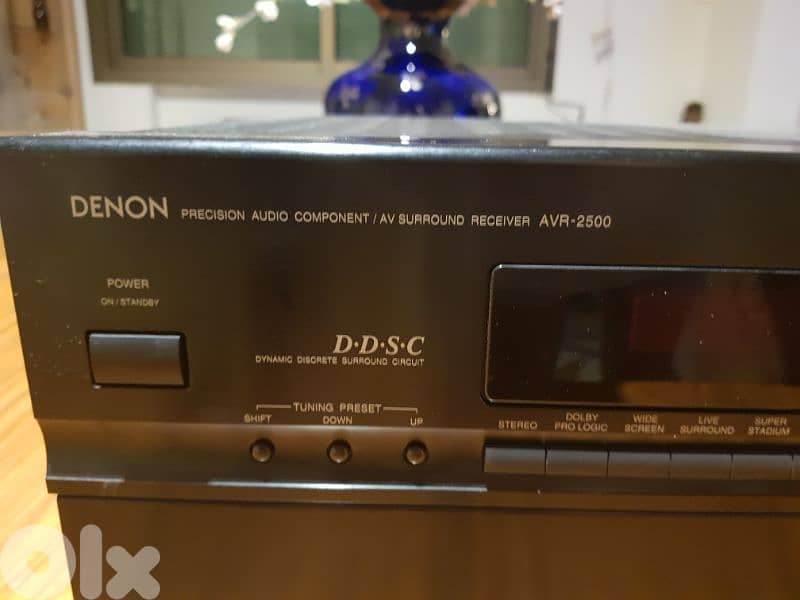 DENON PRECISION AUDIO COMPONENT / AV SURROUND RECEIVER AVR-2500
POWER
ON / STANDBY
D·D·S·C
DYNAMIC DISCRETE SURROUND CIRCUIT
TUNING PRESET
SHIFT DOWN UP
STEREO
DOLBY PRO LOGIC
WIDE SCREEN
LIVE SURROUND
SUPER STADIUM
olx